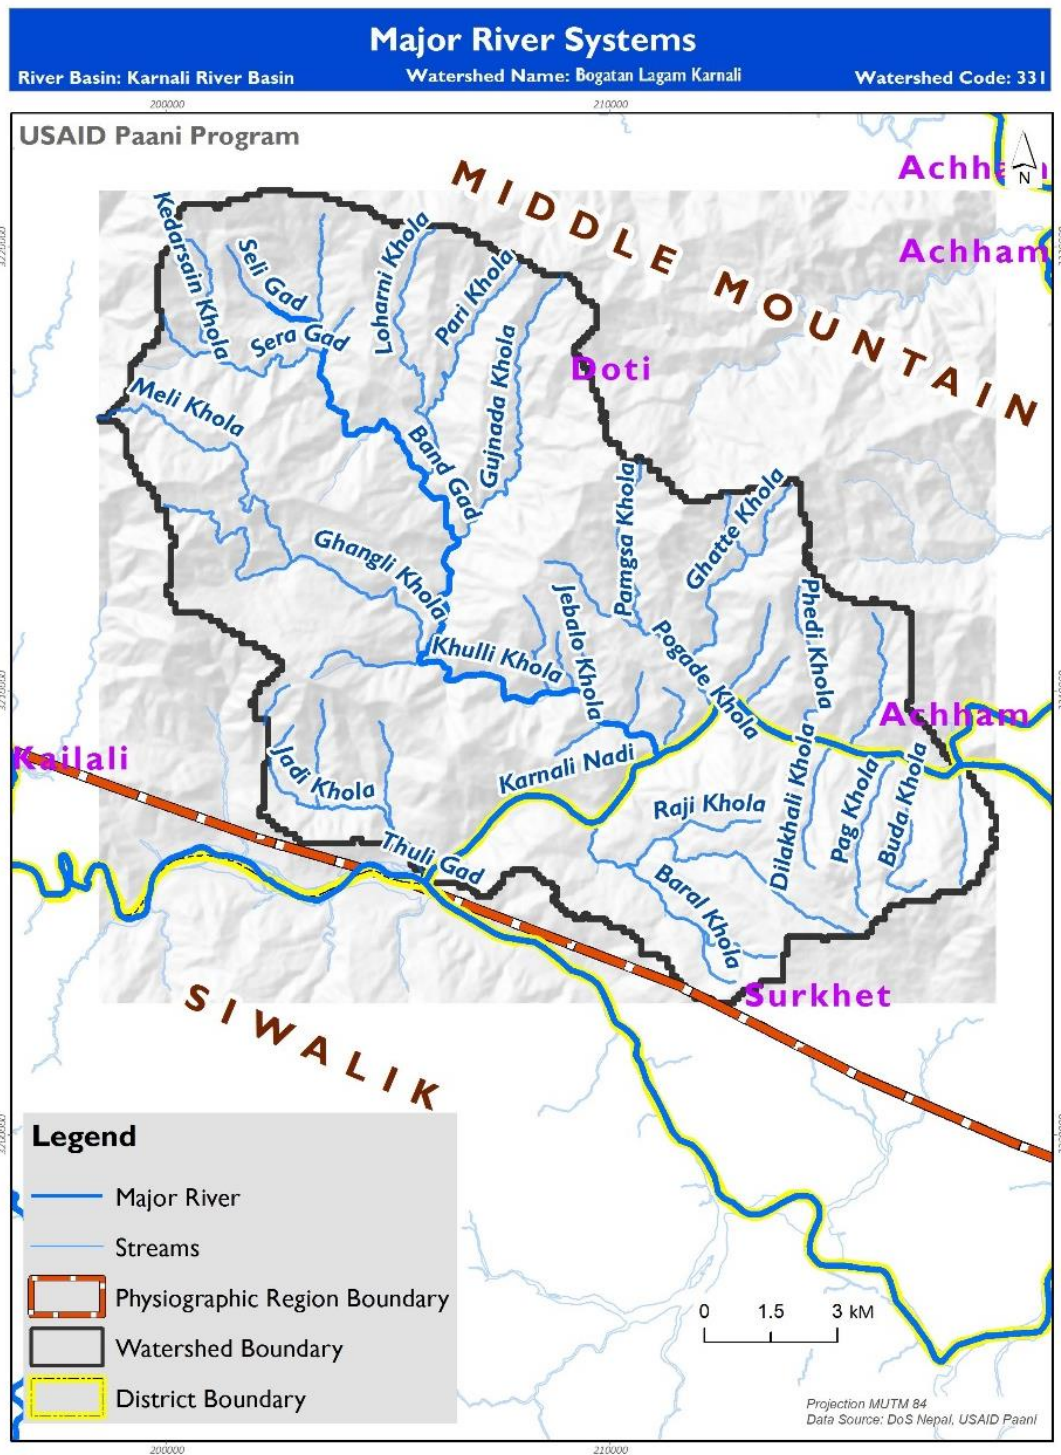 Major River Systems
River Basin: Karnali River Basin
Watershed Name: Bogatan Lagam Karnali
Watershed Code: 331
200000
210000
USAID Paani Program
N
Achham
MIDDLE MOUNTAIN
Achham
Kedarsain Khola
Seli Gad
Loharni Khola
Pari Khola
Sera Gad
Gujnada Khola
Doti
Meli Khola
Band Gad
Pamgsa Khola
Ghatte Khola
Ghangli Khola
Jebalo Khola
Phedi Khola
Khulli Khola
Pogade Khola
3210000
Achham
Kailali
Jadi Khola
Karnali Nadi
Raji Khola
Dilakhali Khola
Pag Khola
Buda Khola
Thuli Gad
Baral Khola
Surkhet
SIWALIK
Legend
Major River
Streams
Physiographic Region Boundary
Watershed Boundary
District Boundary
0 1.5 3 kM
Projection MUTM 84
Data Source: DoS Nepal, USAID Paani
200000
210000